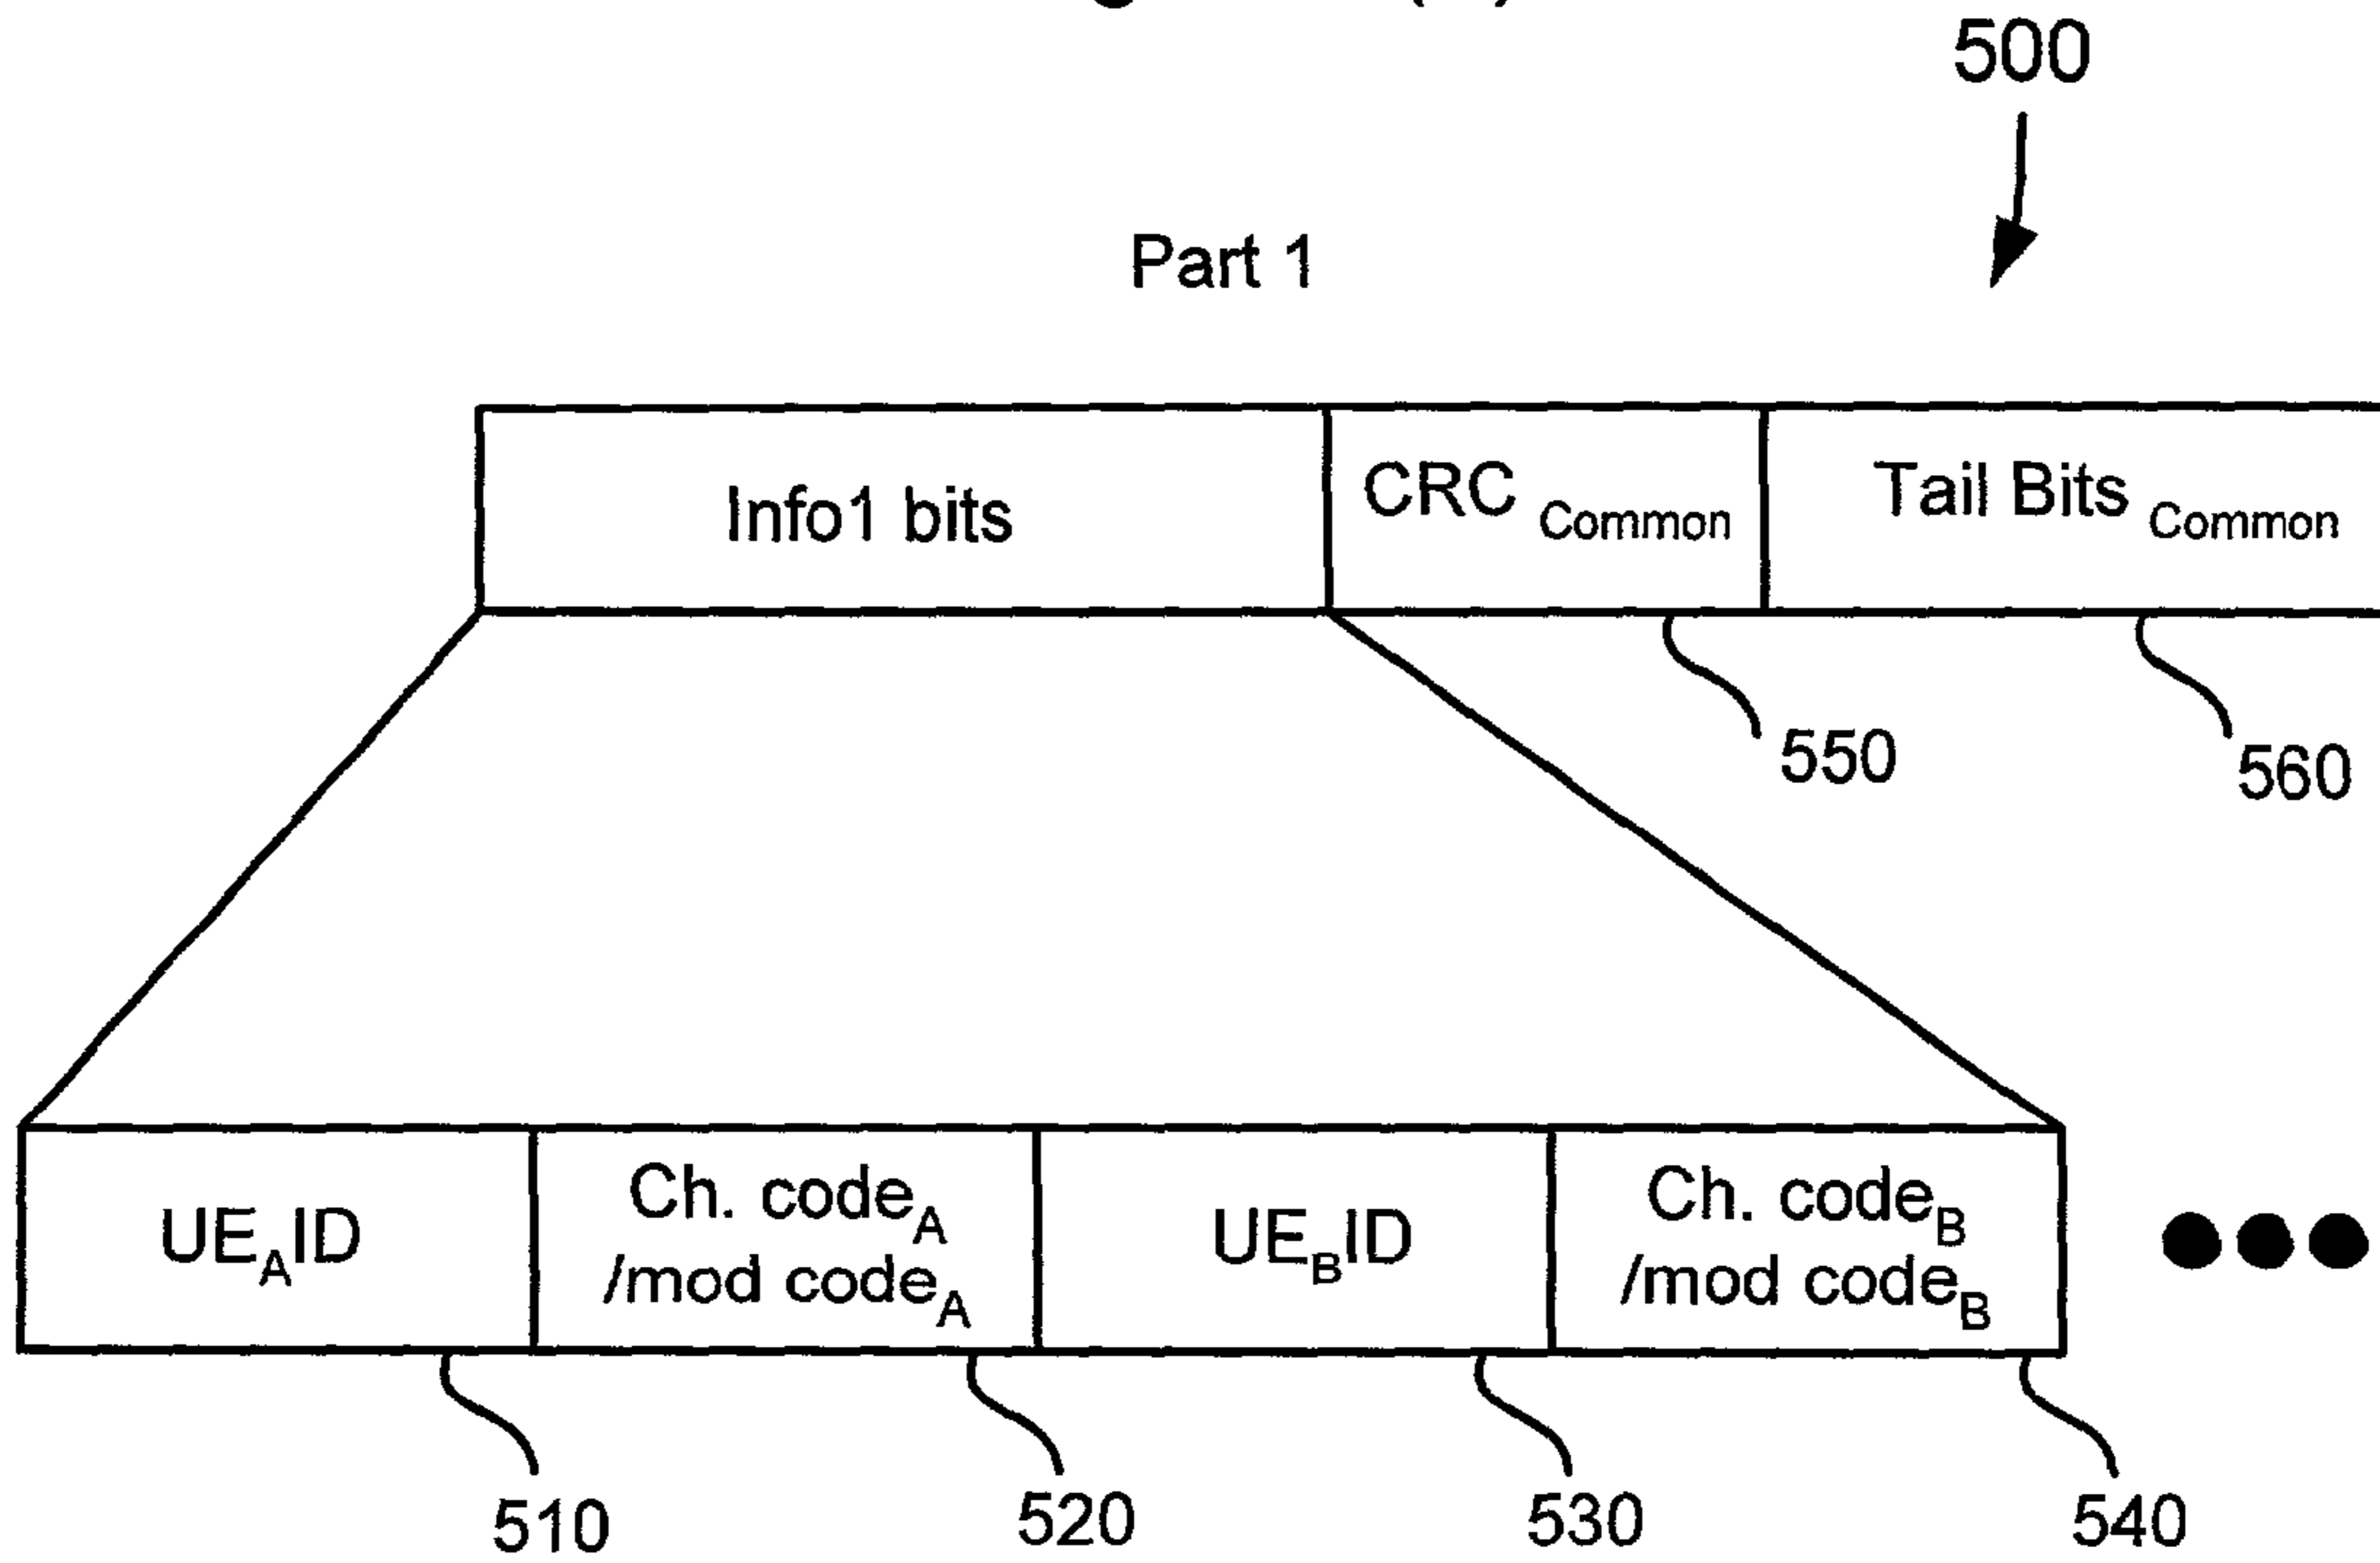 500
Part 1
Info1 bits
CRC Common
Tail Bits Common
550
560
UEAID
Ch. codeA
/mod codeA
UEBID
Ch. codeB
/mod codeB
510
520
530
540